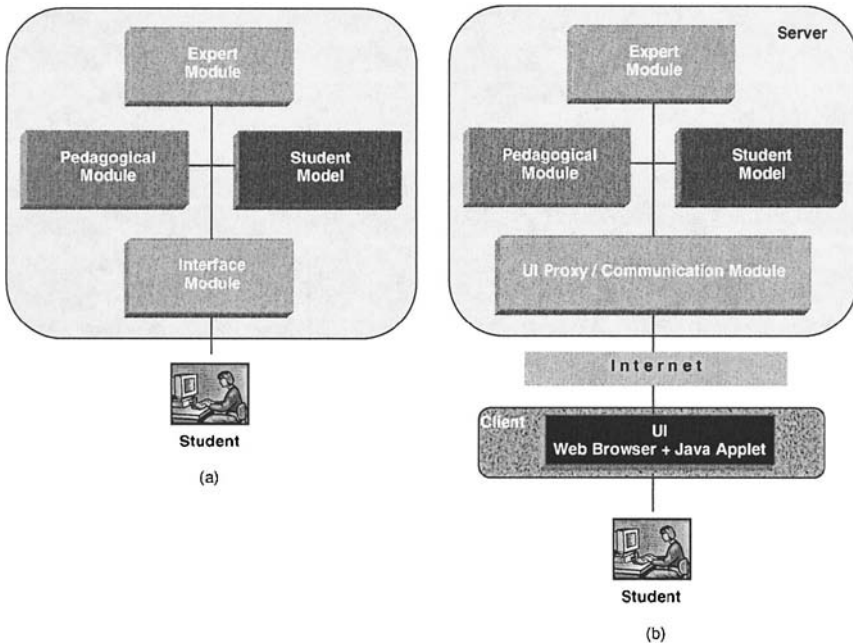 Expert
Module
Pedagogical
Module
Student
Model
Interface
Module
Student
(a)
Server
Expert
Module
Pedagogical
Module
Student
Model
UI Proxy / Communication Module
Internet
Client
UI
Web Browser + Java Applet
Student
(b)